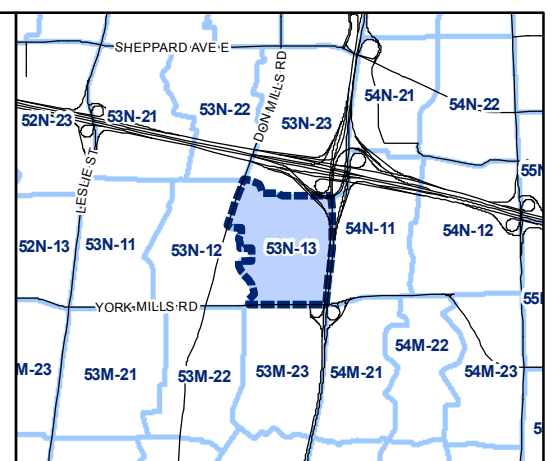 SHEPPARD AVE E
DON MILLS RD
54N-21
54N-22
53N-22
53N-21
52N-23
53N-23
LESLIE ST
55N
54N-11
54N-12
52N-13
53N-11
53N-12
53N-13
YORK MILLS RD
54M-22
M-23
53M-21
53M-22
53M-23
54M-21
54M-23